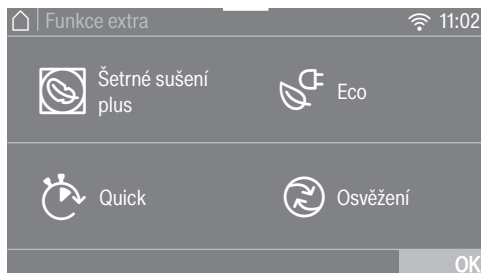 Funkce extra 11:02
Šetrné sušení
plus
Eco
Quick
Osvěžení
OK